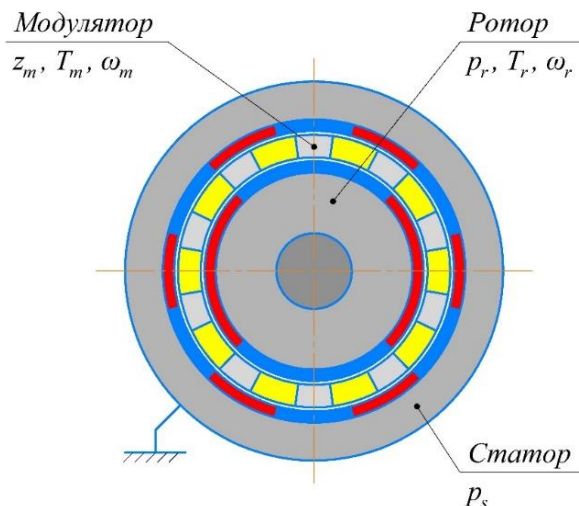 Модулятор
z_m, T_m, ω_m
Ротор
p_r, T_r, ω_r
Статор
p_s